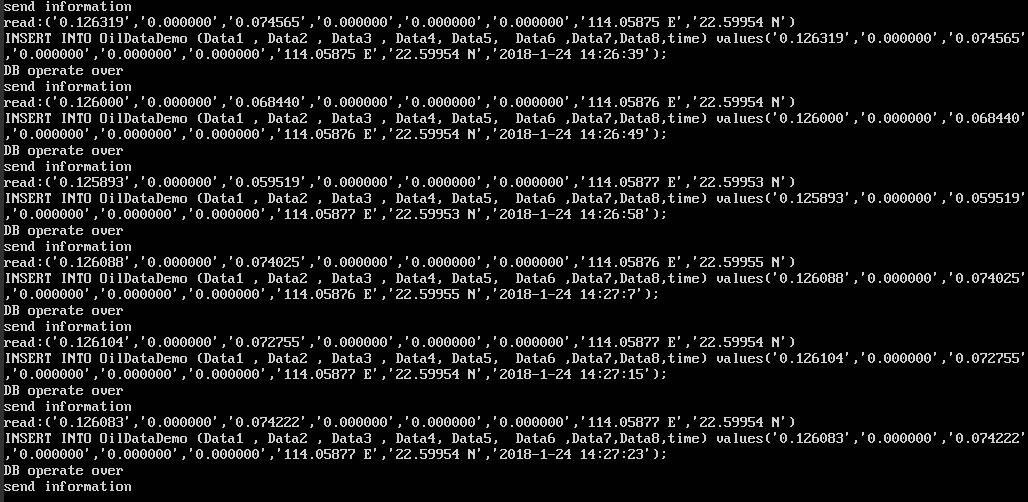 send information
read:('0.126319','0.000000','0.074565','0.000000','0.000000','0.000000','114.05875 E','22.59954 N')
INSERT INTO OilDataDemo (Data1 , Data2 , Data3 , Data4, Data5,  Data6 ,Data7,Data8,time) values('0.126319','0.000000','0.074565'
,'0.000000','0.000000','0.000000','114.05875 E','22.59954 N','2018-1-24 14:26:39');
DB operate over
send information
read:('0.126000','0.000000','0.068440','0.000000','0.000000','0.000000','114.05876 E','22.59954 N')
INSERT INTO OilDataDemo (Data1 , Data2 , Data3 , Data4, Data5,  Data6 ,Data7,Data8,time) values('0.126000','0.000000','0.068440'
,'0.000000','0.000000','0.000000','114.05876 E','22.59954 N','2018-1-24 14:26:49');
DB operate over
send information
read:('0.125893','0.000000','0.059519','0.000000','0.000000','0.000000','114.05877 E','22.59953 N')
INSERT INTO OilDataDemo (Data1 , Data2 , Data3 , Data4, Data5,  Data6 ,Data7,Data8,time) values('0.125893','0.000000','0.059519'
,'0.000000','0.000000','0.000000','114.05877 E','22.59953 N','2018-1-24 14:26:58');
DB operate over
send information
read:('0.126088','0.000000','0.074025','0.000000','0.000000','0.000000','114.05876 E','22.59955 N')
INSERT INTO OilDataDemo (Data1 , Data2 , Data3 , Data4, Data5,  Data6 ,Data7,Data8,time) values('0.126088','0.000000','0.074025'
,'0.000000','0.000000','0.000000','114.05876 E','22.59955 N','2018-1-24 14:27:7');
DB operate over
send information
read:('0.126104','0.000000','0.072755','0.000000','0.000000','0.000000','114.05877 E','22.59954 N')
INSERT INTO OilDataDemo (Data1 , Data2 , Data3 , Data4, Data5,  Data6 ,Data7,Data8,time) values('0.126104','0.000000','0.072755'
,'0.000000','0.000000','0.000000','114.05877 E','22.59954 N','2018-1-24 14:27:15');
DB operate over
send information
read:('0.126083','0.000000','0.074222','0.000000','0.000000','0.000000','114.05877 E','22.59954 N')
INSERT INTO OilDataDemo (Data1 , Data2 , Data3 , Data4, Data5,  Data6 ,Data7,Data8,time) values('0.126083','0.000000','0.074222'
,'0.000000','0.000000','0.000000','114.05877 E','22.59954 N','2018-1-24 14:27:23');
DB operate over
send information